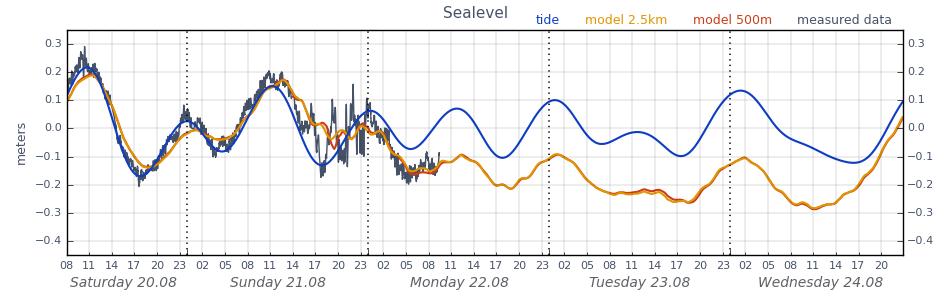 Sealevel
tide model 2.5km model 500m measured data
0.3 0.3
0.2 0.2
0.1 0.1
0.0 0.0
−0.1 −0.1
−0.2 −0.2
−0.3 −0.3
−0.4 −0.4
meters
08 11 14 17 20 23 02 05 08 11 14 17 20 23 02 05 08 11 14 17 20 23 02 05 08 11 14 17 20 23 02 05 08 11 14 17 20
Saturday 20.08 Sunday 21.08 Monday 22.08 Tuesday 23.08 Wednesday 24.08